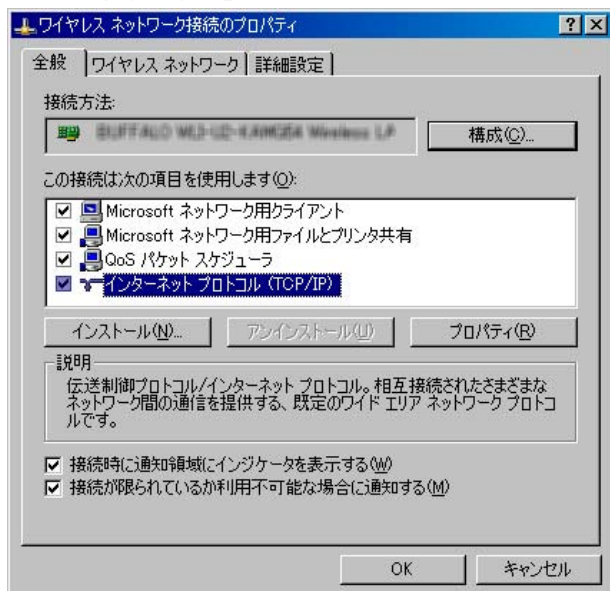 ワイヤレス ネットワーク接続のプロパティ
全般 ワイヤレス ネットワーク 詳細設定
接続方法:
構成(C)...
この接続は次の項目を使用します(O):
Microsoft ネットワーク用クライアント
Microsoft ネットワーク用ファイルとプリンタ共有
QoS パケット スケジューラ
インターネット プロトコル (TCP/IP)
インストール(N)... アンインストール(U) プロパティ(R)
説明
伝送制御プロトコル/インターネット プロトコル。相互接続されたさまざまな
ネットワーク間の通信を提供する、既定のワイド エリア ネットワーク プロトコ
ルです。
接続時に通知領域にインジケータを表示する(W)
接続が限られているか利用不可能な場合に通知する(M)
OK キャンセル